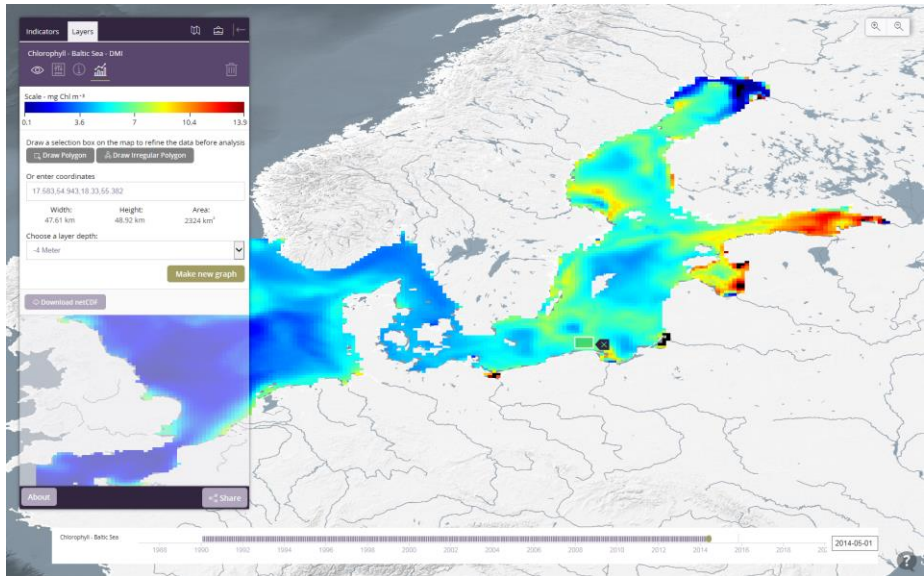 Indicators Layers
Chlorophyll - Baltic Sea - DMI
Scale - mg Chl m⁻³
0.1 3.6 7 10.4 13.9
Draw a selection box on the map to refine the data before analysis
Draw Polygon Draw Irregular Polygon
Or enter coordinates
17.583,54.943,18.33,55.382
Width: Height: Area:
47.61 km 48.92 km 2324 km²
Choose a layer depth:
-4 Meter
Make new graph
Download netCDF
About Share
Chlorophyll - Baltic Sea
1988 1990 1992 1994 1996 1998 2000 2002 2004 2006 2008 2010 2012 2014 2016 2018 2014-05-01
?